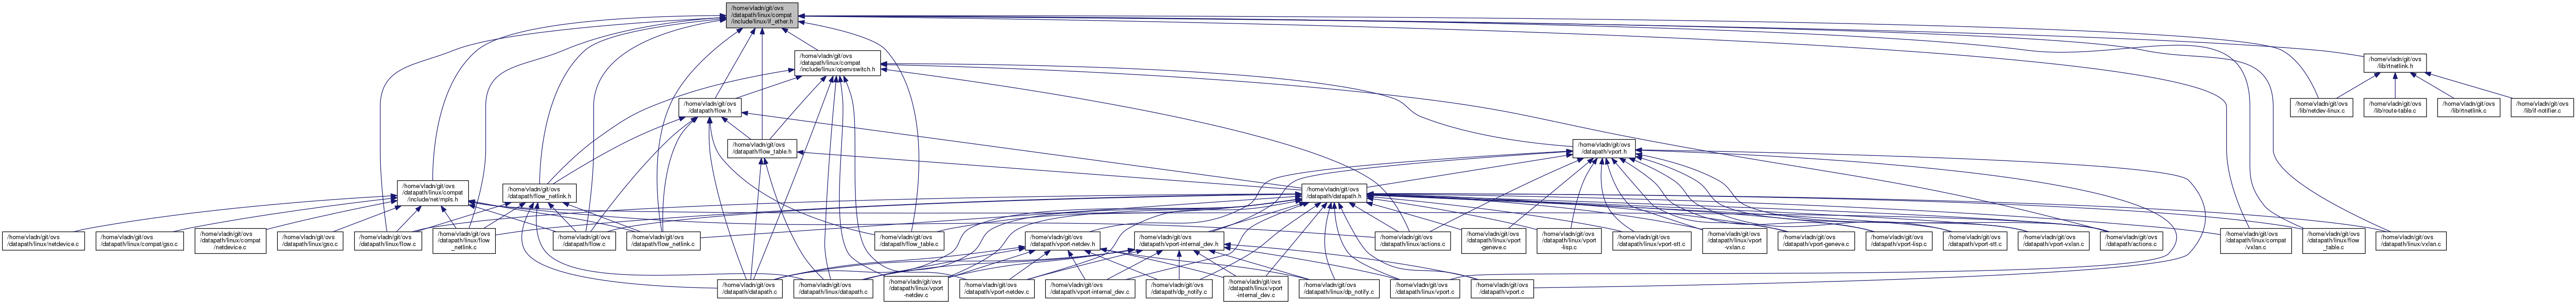 /home/vladn/git/ovs
/datapath/linux/compat
/include/linux/if_ether.h
/home/vladn/git/ovs
/datapath/linux/compat
/include/linux/openvswitch.h
/home/vladn/git/ovs
/lib/rtnetlink.h
/home/vladn/git/ovs
/datapath/flow.h
/home/vladn/git/ovs
/lib/netdev-linux.c
/home/vladn/git/ovs
/lib/route-table.c
/home/vladn/git/ovs
/lib/rtnetlink.c
/home/vladn/git/ovs
/lib/if-notifier.c
/home/vladn/git/ovs
/datapath/flow_table.h
/home/vladn/git/ovs
/datapath/vport.h
/home/vladn/git/ovs
/datapath/linux/compat
/include/net/mpls.h
/home/vladn/git/ovs
/datapath/flow_netlink.h
/home/vladn/git/ovs
/datapath/datapath.h
/home/vladn/git/ovs
/datapath/linux/netdevice.c
/home/vladn/git/ovs
/datapath/linux/compat/gso.c
/home/vladn/git/ovs
/datapath/linux/compat
/netdevice.c
/home/vladn/git/ovs
/datapath/linux/gso.c
/home/vladn/git/ovs
/datapath/linux/flow.c
/home/vladn/git/ovs
/datapath/linux/flow
_netlink.c
/home/vladn/git/ovs
/datapath/flow.c
/home/vladn/git/ovs
/datapath/flow_netlink.c
/home/vladn/git/ovs
/datapath/flow_table.c
/home/vladn/git/ovs
/datapath/vport-netdev.h
/home/vladn/git/ovs
/datapath/vport-internal_dev.h
/home/vladn/git/ovs
/datapath/linux/actions.c
/home/vladn/git/ovs
/datapath/linux/vport
-geneve.c
/home/vladn/git/ovs
/datapath/linux/vport
-lisp.c
/home/vladn/git/ovs
/datapath/linux/vport-stt.c
/home/vladn/git/ovs
/datapath/linux/vport
-vxlan.c
/home/vladn/git/ovs
/datapath/vport-geneve.c
/home/vladn/git/ovs
/datapath/vport-lisp.c
/home/vladn/git/ovs
/datapath/vport-stt.c
/home/vladn/git/ovs
/datapath/vport-vxlan.c
/home/vladn/git/ovs
/datapath/actions.c
/home/vladn/git/ovs
/datapath/linux/compat
/vxlan.c
/home/vladn/git/ovs
/datapath/linux/flow
_table.c
/home/vladn/git/ovs
/datapath/linux/vxlan.c
/home/vladn/git/ovs
/datapath/datapath.c
/home/vladn/git/ovs
/datapath/linux/datapath.c
/home/vladn/git/ovs
/datapath/linux/vport
-netdev.c
/home/vladn/git/ovs
/datapath/vport-netdev.c
/home/vladn/git/ovs
/datapath/vport-internal_dev.c
/home/vladn/git/ovs
/datapath/dp_notify.c
/home/vladn/git/ovs
/datapath/linux/vport
-internal_dev.c
/home/vladn/git/ovs
/datapath/linux/dp_notify.c
/home/vladn/git/ovs
/datapath/linux/vport.c
/home/vladn/git/ovs
/datapath/vport.c